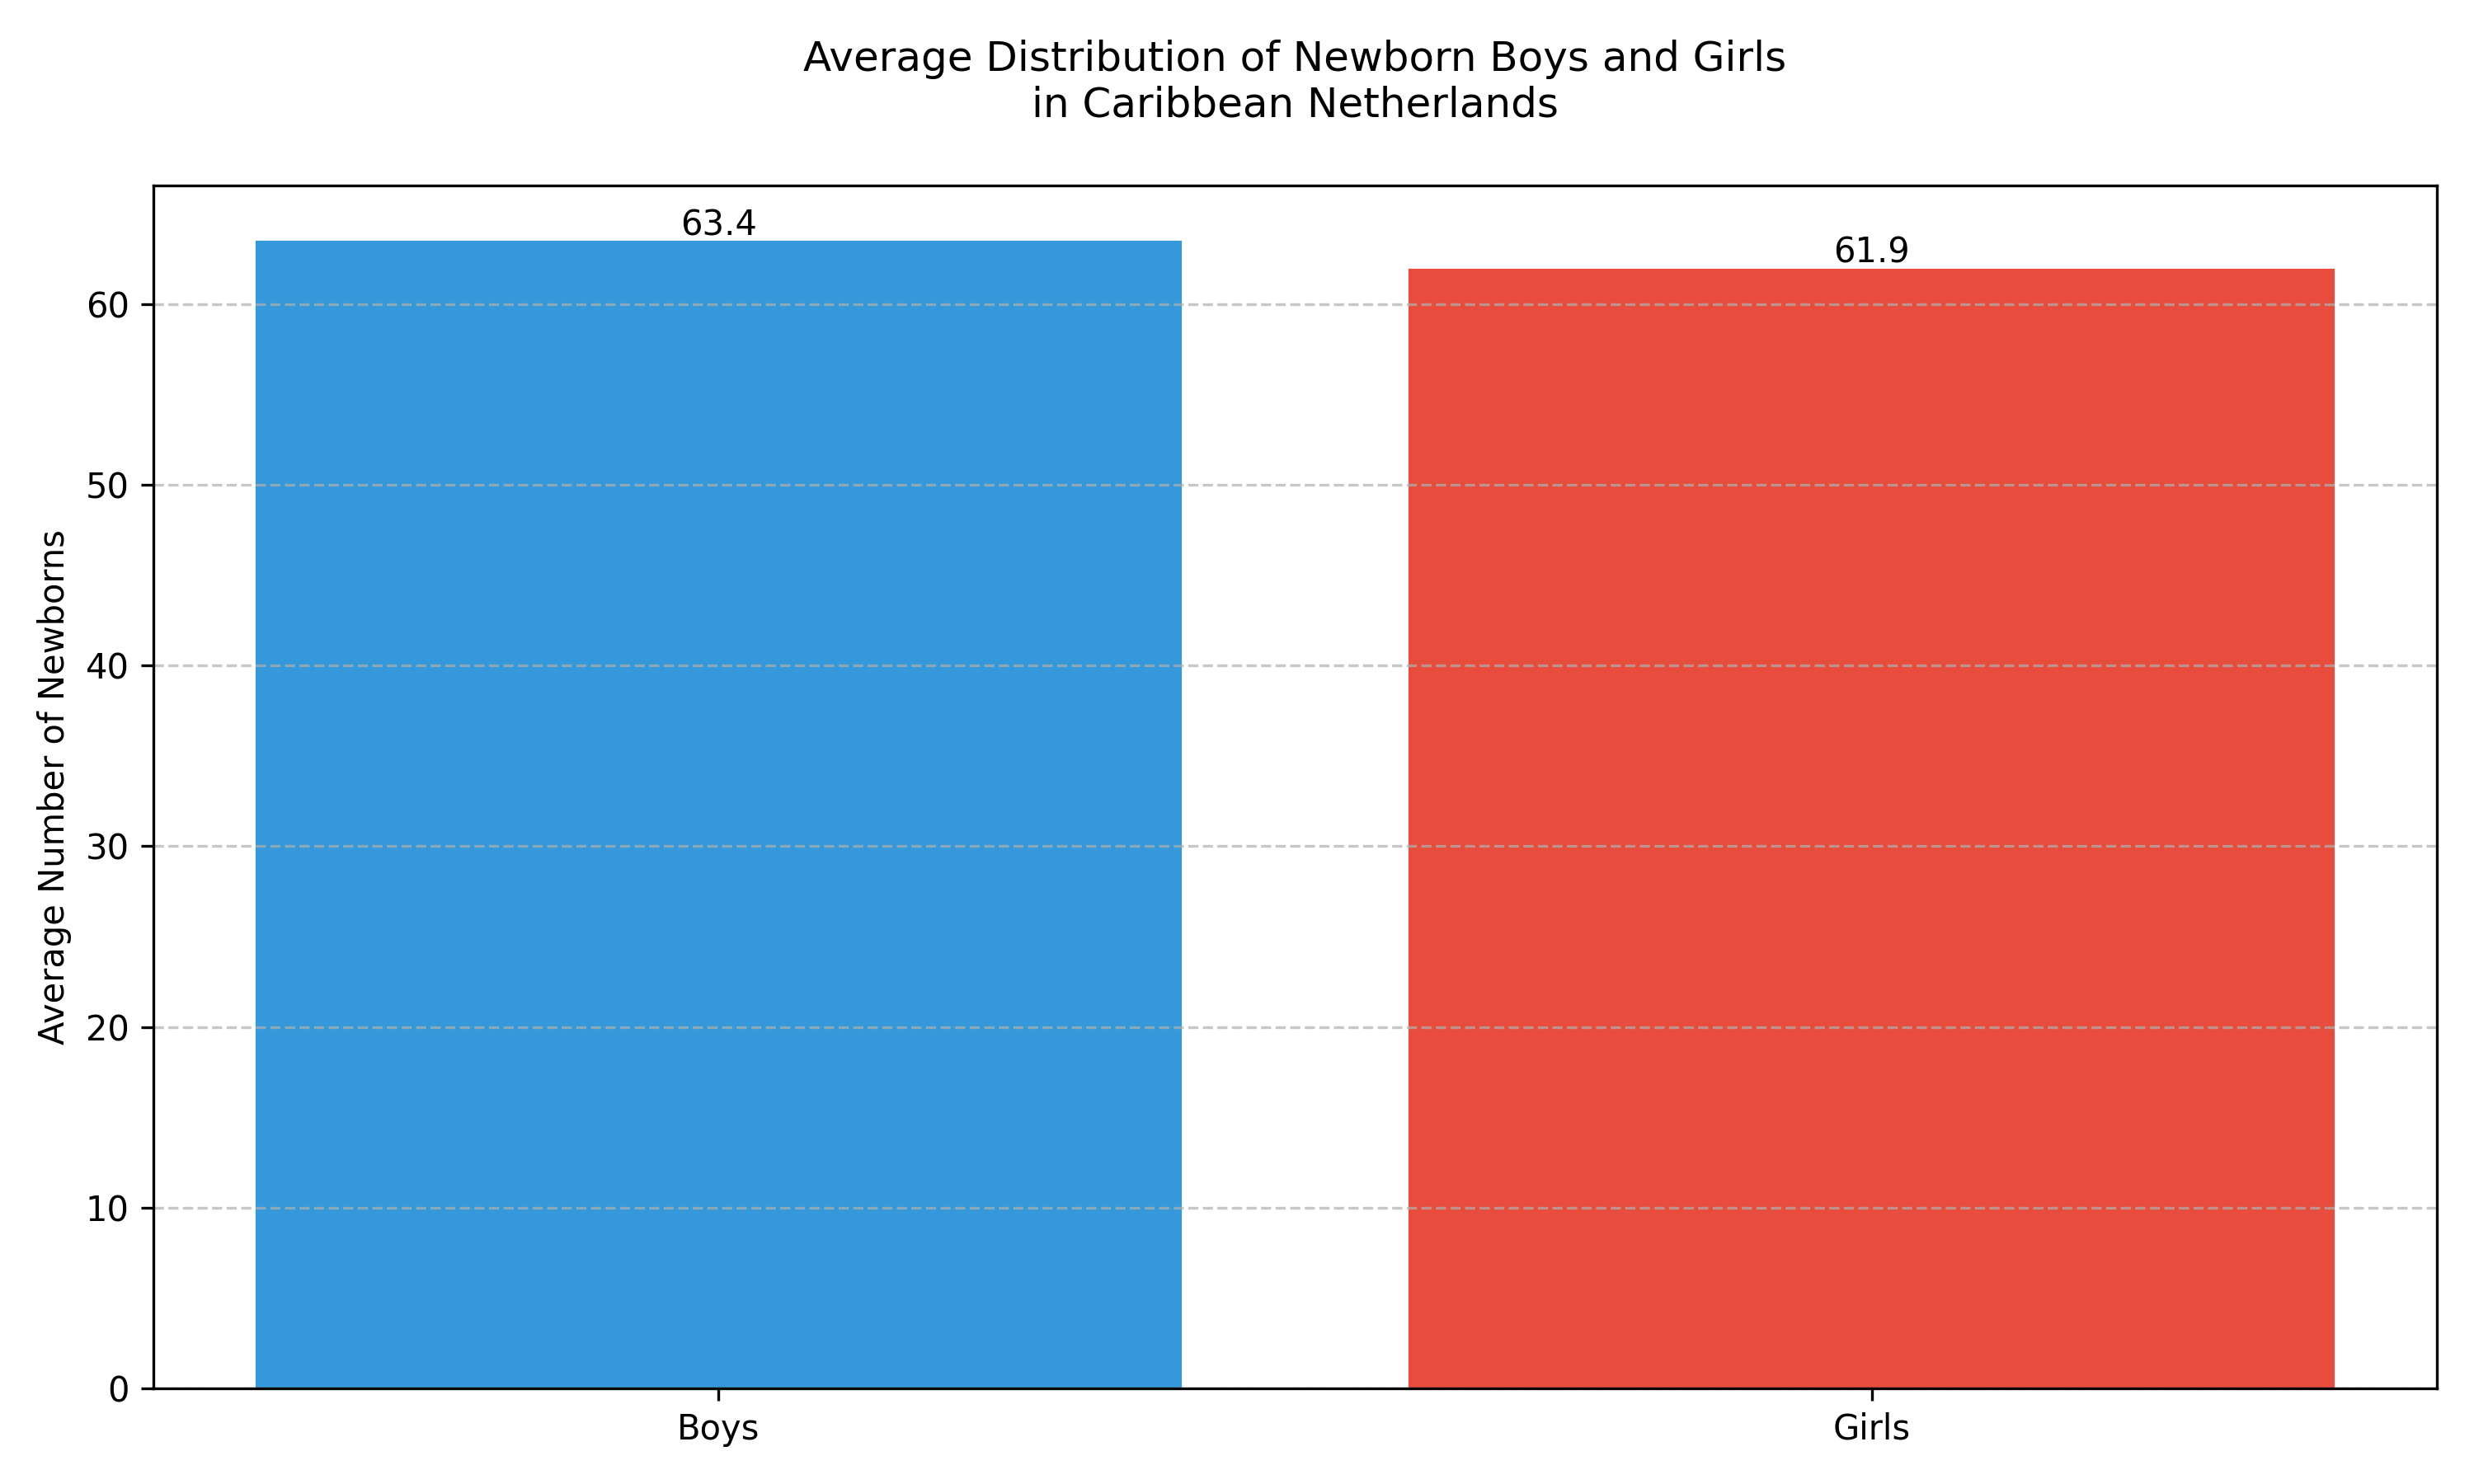 Average Distribution of Newborn Boys and Girls
in Caribbean Netherlands
63.4
61.9
60
50
40
30
20
10
0
Average Number of Newborns
Boys
Girls